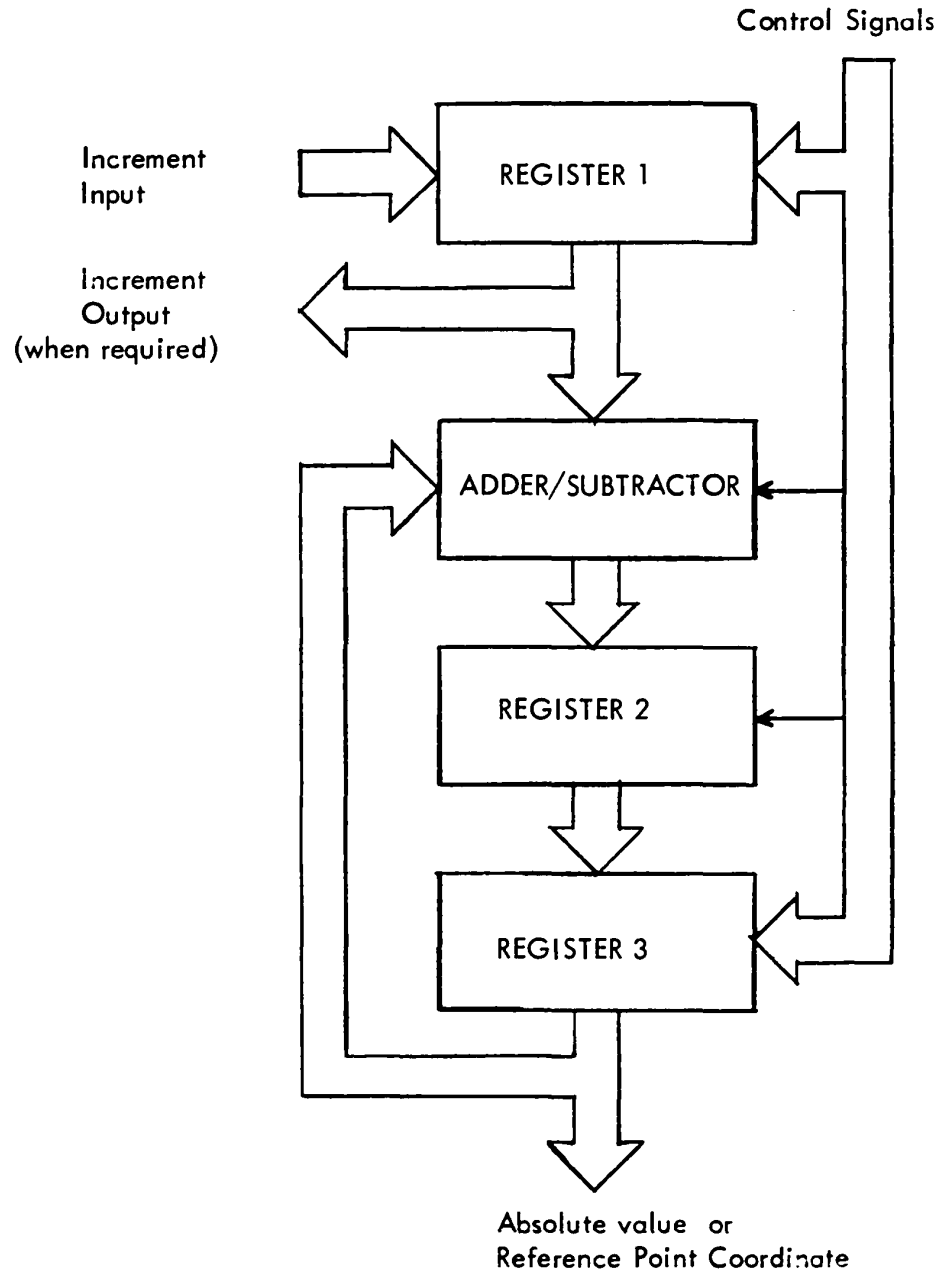 Control Signals
Increment
Input
REGISTER 1
Increment
Output
(when required)
ADDER/SUBTRACTOR
REGISTER 2
REGISTER 3
Absolute value or
Reference Point Coordinate